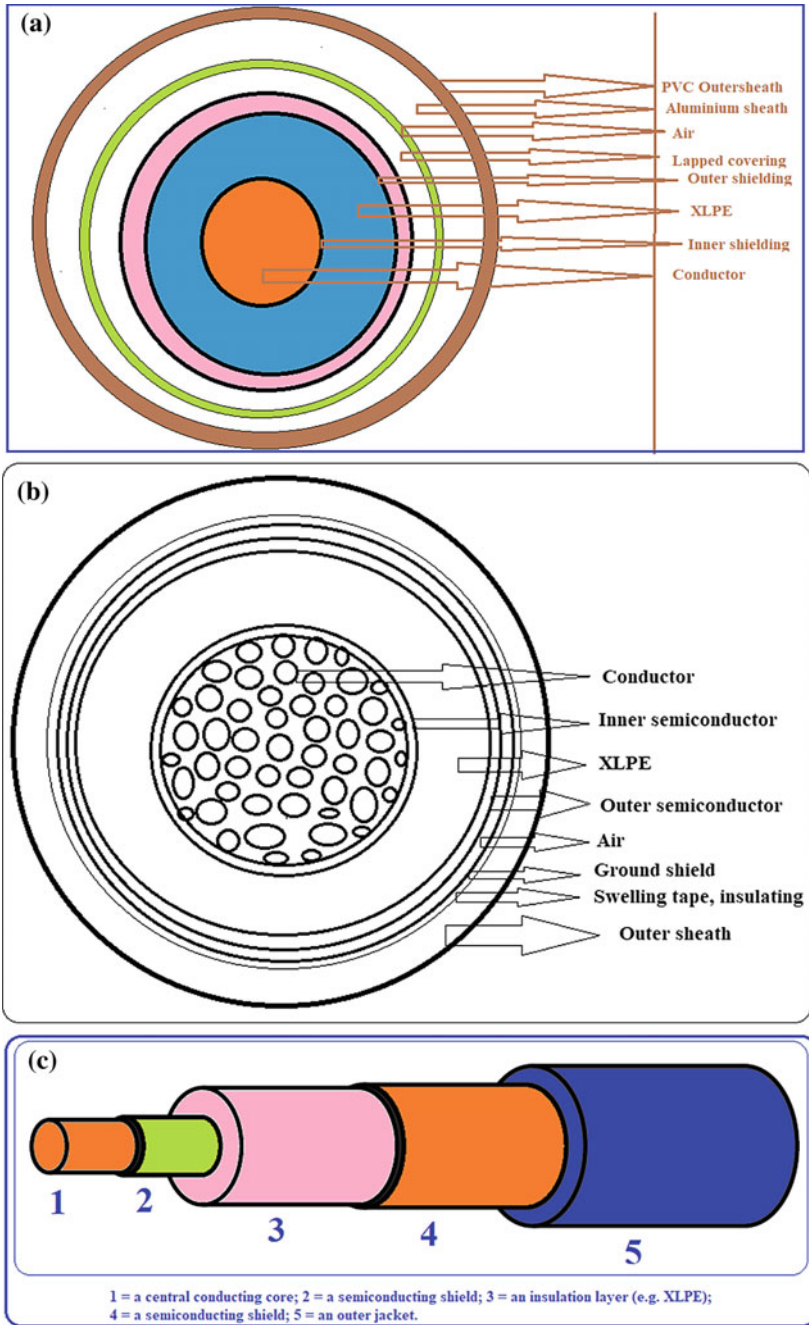 (a)
PVC Outersheath
Aluminium sheath
Air
Lapped covering
Outer shielding
XLPE
Inner shielding
Conductor
(b)
Conductor
Inner semiconductor
XLPE
Outer semiconductor
Air
Ground shield
Swelling tape, insulating
Outer sheath
(c)
1
2
3
4
5
1 = a central conducting core; 2 = a semiconducting shield; 3 = an insulation layer (e.g. XLPE);
4 = a semiconducting shield; 5 = an outer jacket.